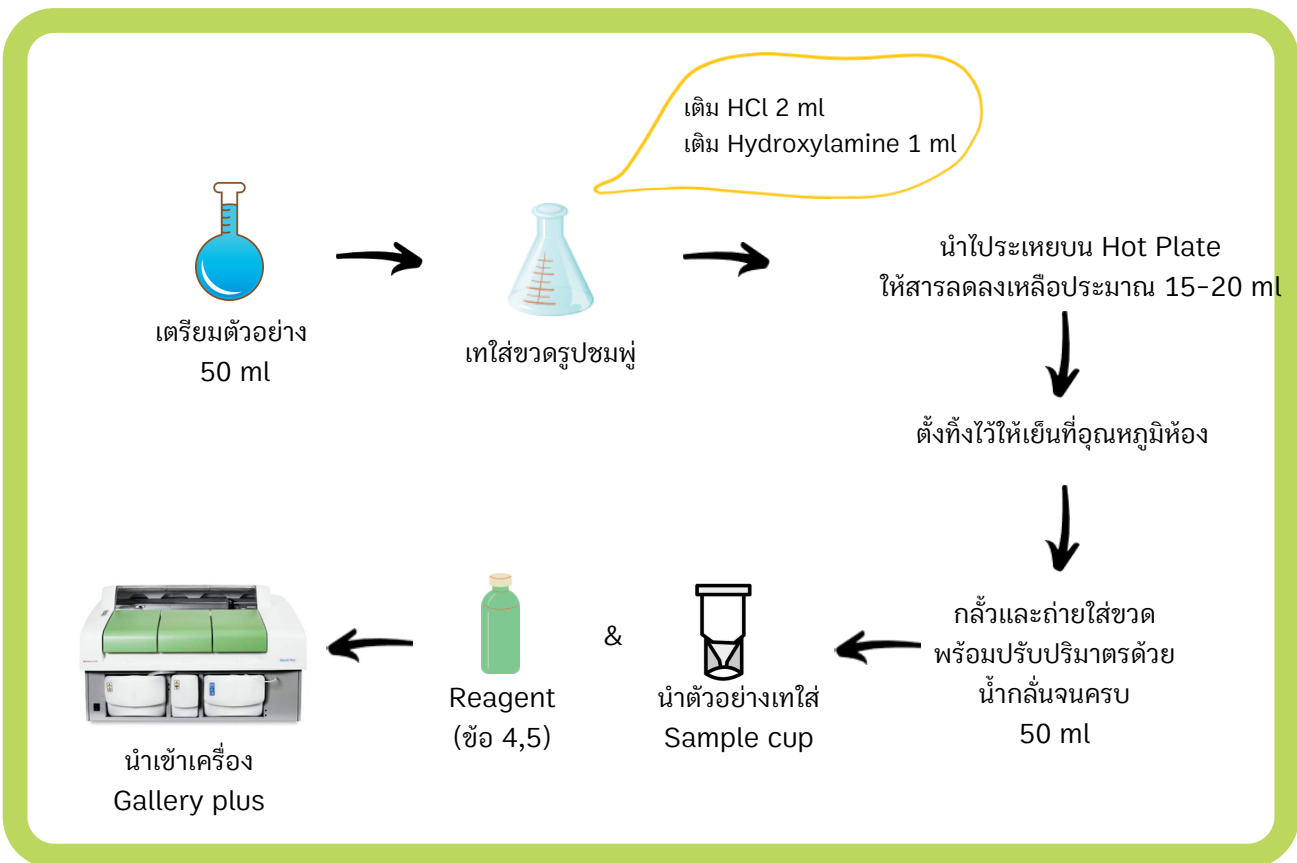 เติม HCl 2 ml
เติม Hydroxylamine 1 ml
เตรียมตัวอย่าง
50 ml
เทใส่ขวดรูปชมพู่
นำไประเหยบน Hot Plate
ให้สารลดลงเหลือประมาณ 15-20 ml
ตั้งทิ้งไว้ให้เย็นที่อุณหภูมิห้อง
กลั้วและถ่ายใส่ขวด
พร้อมปรับปริมาตรด้วย
น้ำกลั่นจนครบ
50 ml
นำตัวอย่างเทใส่
Sample cup
&
Reagent
(ข้อ 4,5)
นำเข้าเครื่อง
Gallery plus